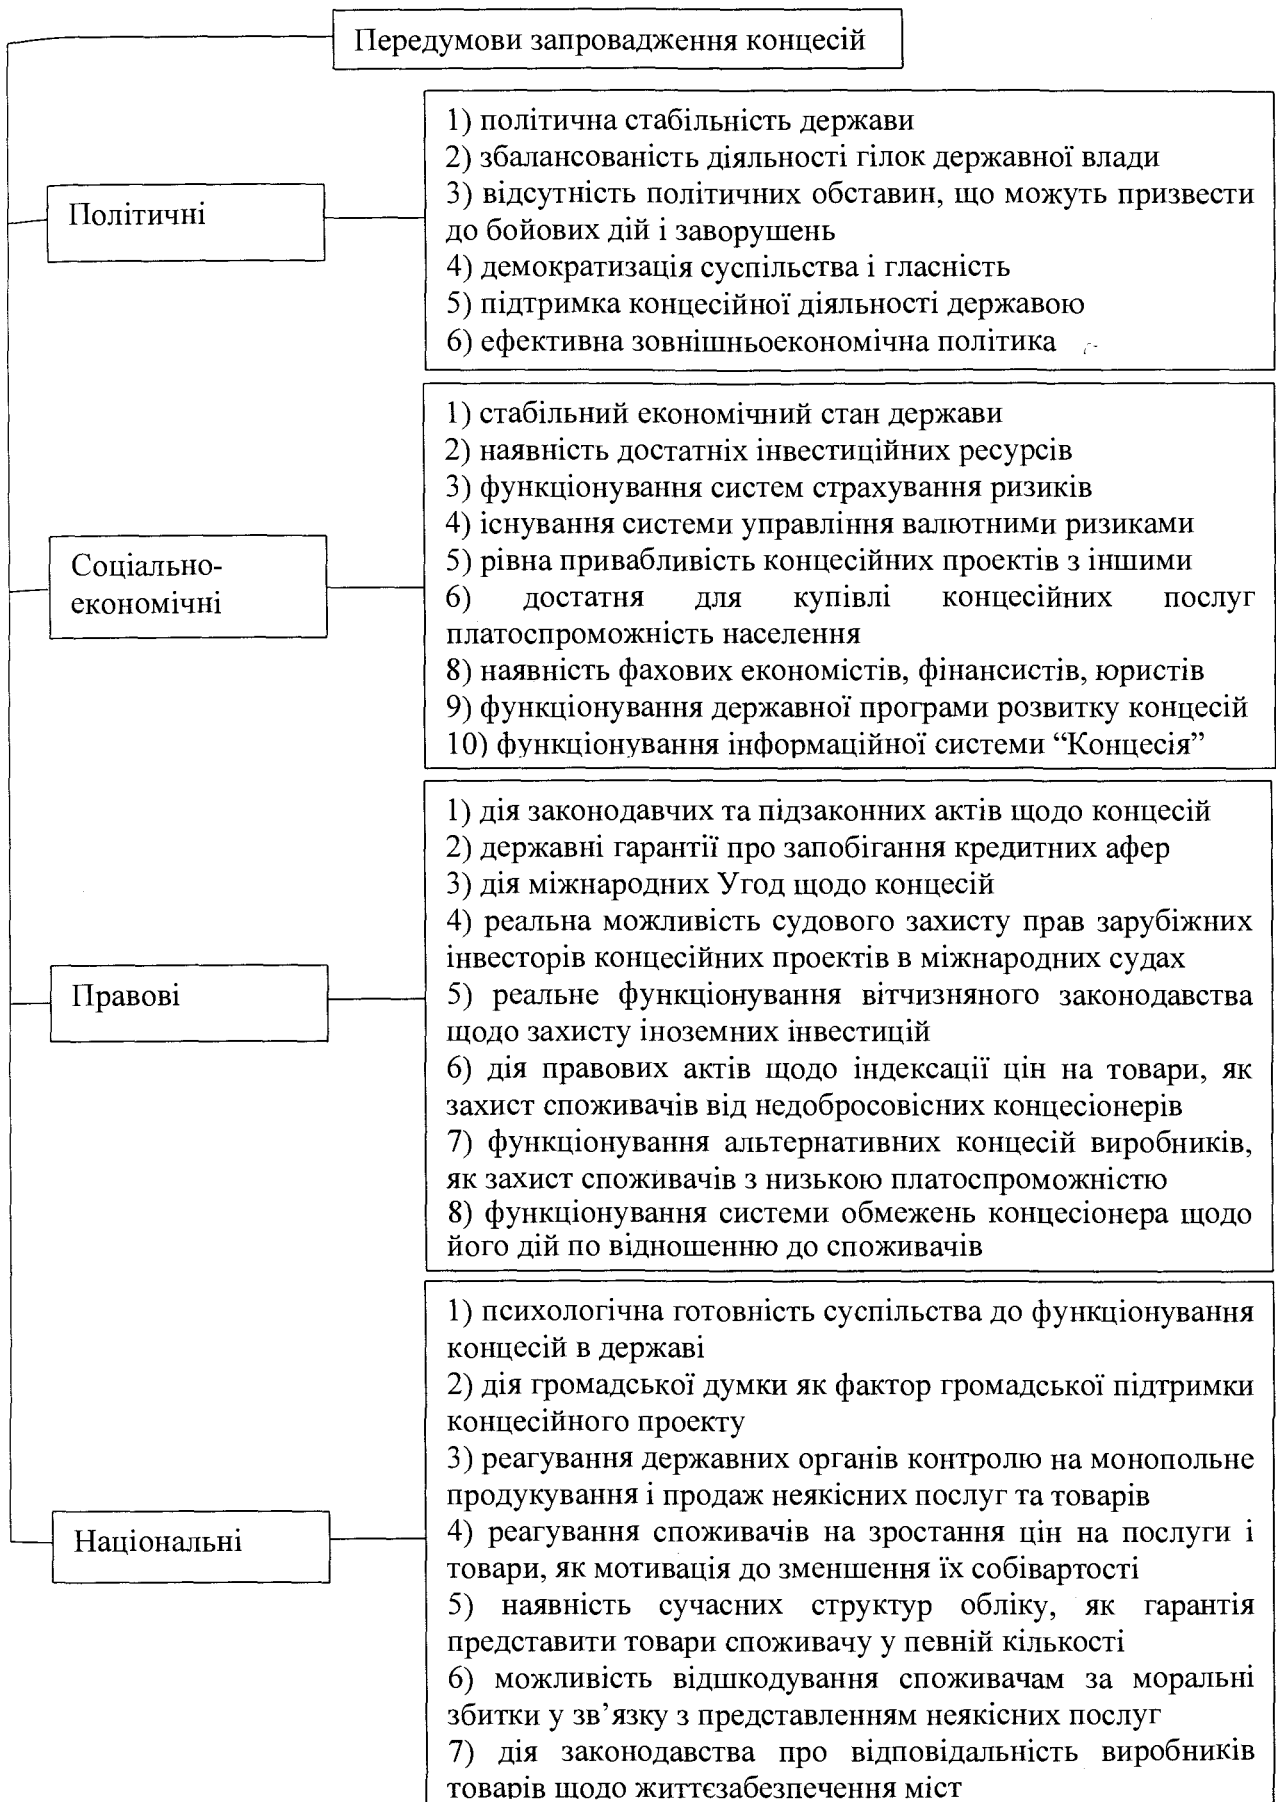 Передумови запровадження концесій
Політичні
1) політична стабільність держави
2) збалансованість діяльності гілок державної влади
3) відсутність політичних обставин, що можуть призвести
до бойових дій і заворушень
4) демократизація суспільства і гласність
5) підтримка концесійної діяльності державою
6) ефективна зовнішньоекономічна політика
Соціально-
економічні
1) стабільний економічний стан держави
2) наявність достатніх інвестиційних ресурсів
3) функціонування систем страхування ризиків
4) існування системи управління валютними ризиками
5) рівна привабливість концесійних проектів з іншими
6) достатня для купівлі концесійних послуг
платоспроможність населення
8) наявність фахових економістів, фінансистів, юристів
9) функціонування державної програми розвитку концесій
10) функціонування інформаційної системи “Концесія”
Правові
1) дія законодавчих та підзаконних актів щодо концесій
2) державні гарантії про запобігання кредитних афер
3) дія міжнародних Угод щодо концесій
4) реальна можливість судового захисту прав зарубіжних
інвесторів концесійних проектів в міжнародних судах
5) реальне функціонування вітчизняного законодавства
щодо захисту іноземних інвестицій
6) дія правових актів щодо індексації цін на товари, як
захист споживачів від недобросовісних концесіонерів
7) функціонування альтернативних концесій виробників,
як захист споживачів з низькою платоспроможністю
8) функціонування системи обмежень концесіонера щодо
його дій по відношенню до споживачів
Національні
1) психологічна готовність суспільства до функціонування
концесій в державі
2) дія громадської думки як фактор громадської підтримки
концесійного проекту
3) реагування державних органів контролю на монопольне
продукування і продаж неякісних послуг та товарів
4) реагування споживачів на зростання цін на послуги і
товари, як мотивація до зменшення їх собівартості
5) наявність сучасних структур обліку, як гарантія
представити товари споживачу у певній кількості
6) можливість відшкодування споживачам за моральні
збитки у зв’язку з представленням неякісних послуг
7) дія законодавства про відповідальність виробників
товарів щодо життєзабезпечення міст